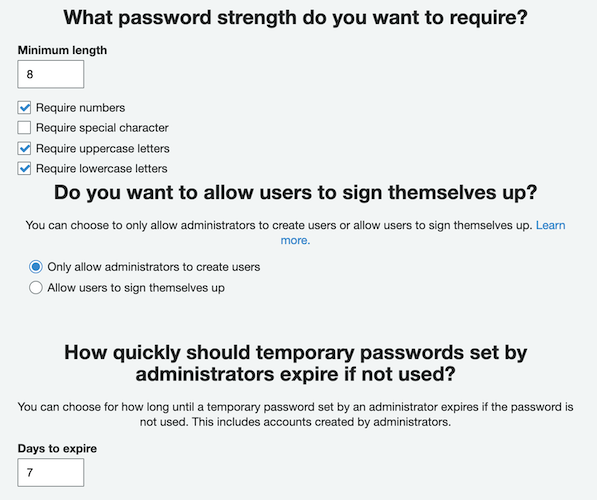 What password strength do you want to require?
Minimum length
8
Require numbers
Require special character
Require uppercase letters
Require lowercase letters
Do you want to allow users to sign themselves up?
You can choose to only allow administrators to create users or allow users to sign themselves up. Learn
more.
Only allow administrators to create users
Allow users to sign themselves up
How quickly should temporary passwords set by
administrators expire if not used?
You can choose for how long until a temporary password set by an administrator expires if the password is
not used. This includes accounts created by administrators.
Days to expire
7